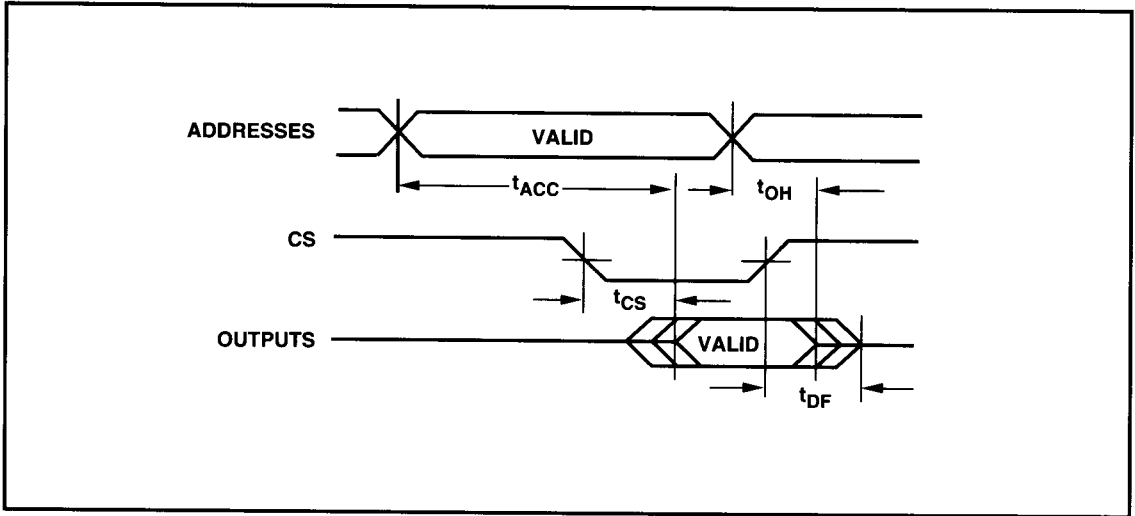 ADDRESSES
VALID
tACC
tOH
CS
tCS
OUTPUTS
VALID
tDF